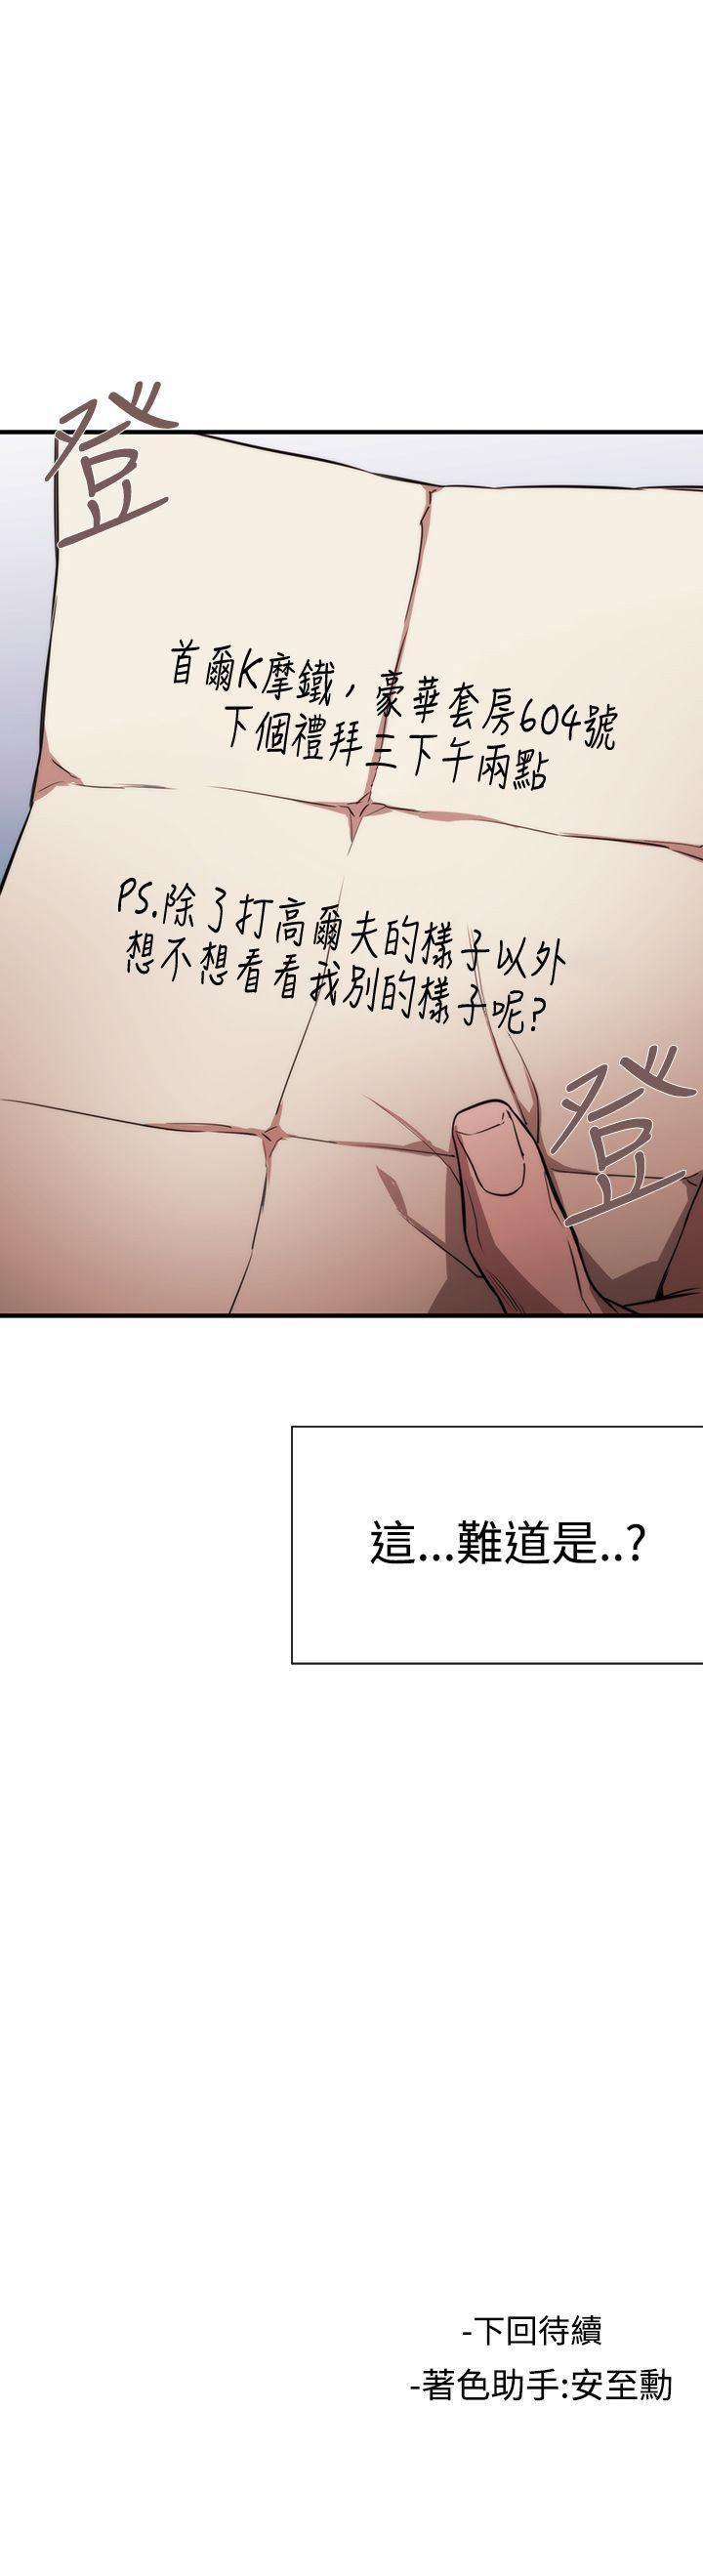 登
首爾K摩鐵，豪華套房604號
下個禮拜三下午兩點
PS.除了打高爾夫的樣子以外
想不想看看我別的樣子呢?
登
這...難道是..?
-下回待續
-著色助手:安至勳